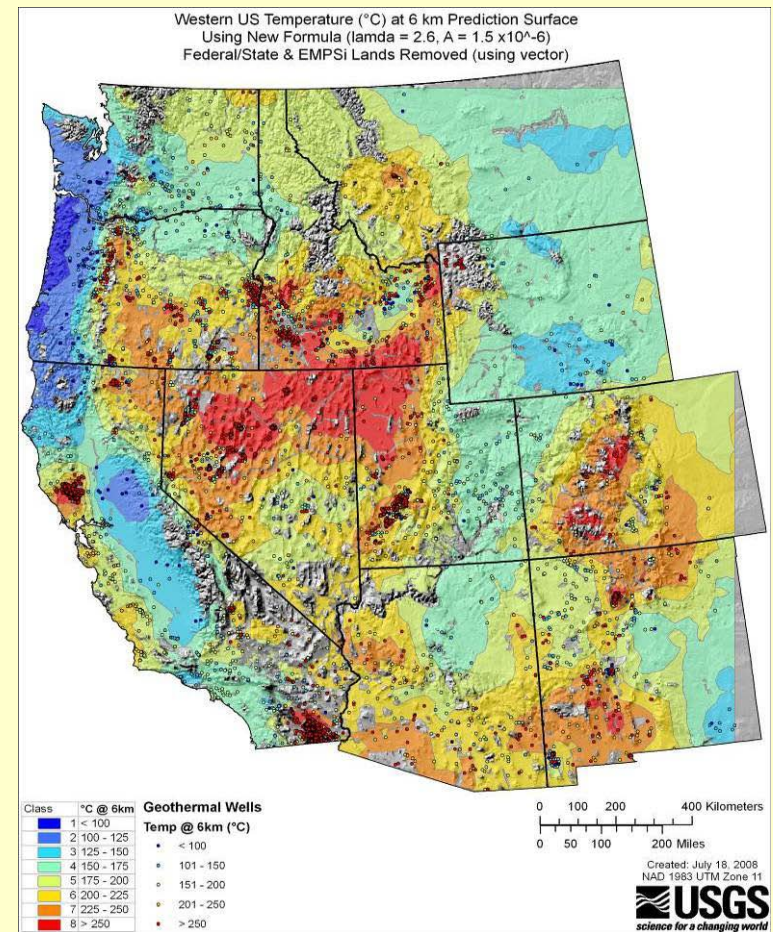 Western US Temperature (°C) at 6 km Prediction Surface
Using New Formula (lamda = 2.6, A = 1.5 x10^-6)
Federal/State & EMPSi Lands Removed (using vector)
Class °C @ 6km
1 < 100
2 100 - 125
3 125 - 150
4 150 - 175
5 175 - 200
6 200 - 225
7 225 - 250
8 > 250
Geothermal Wells
Temp @ 6km (°C)
< 100
101 - 150
151 - 200
201 - 250
> 250
0 100 200 400 Kilometers
0 50 100 200 Miles
Created: July 18, 2008
NAD 1983 UTM Zone 11
USGS
science for a changing world